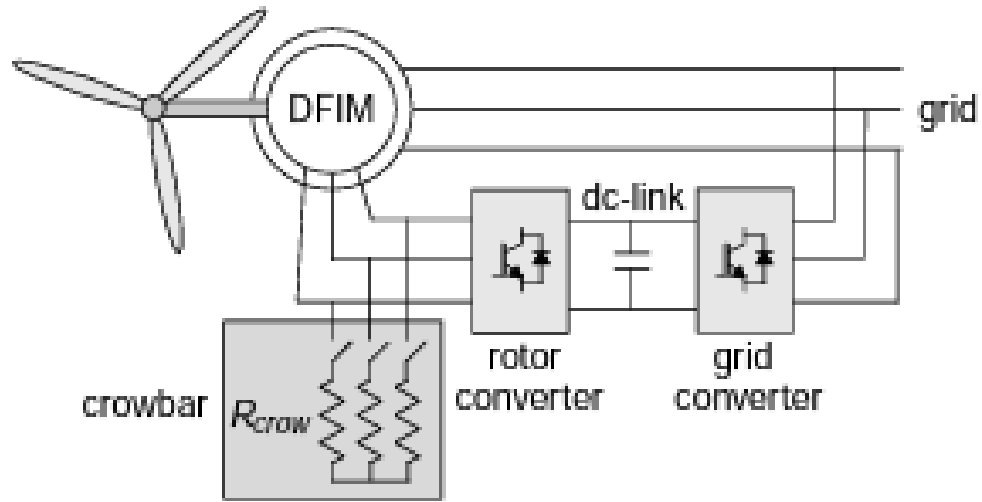 DFIM
grid
dc-link
rotor
converter
grid
converter
crowbar
Rcrow